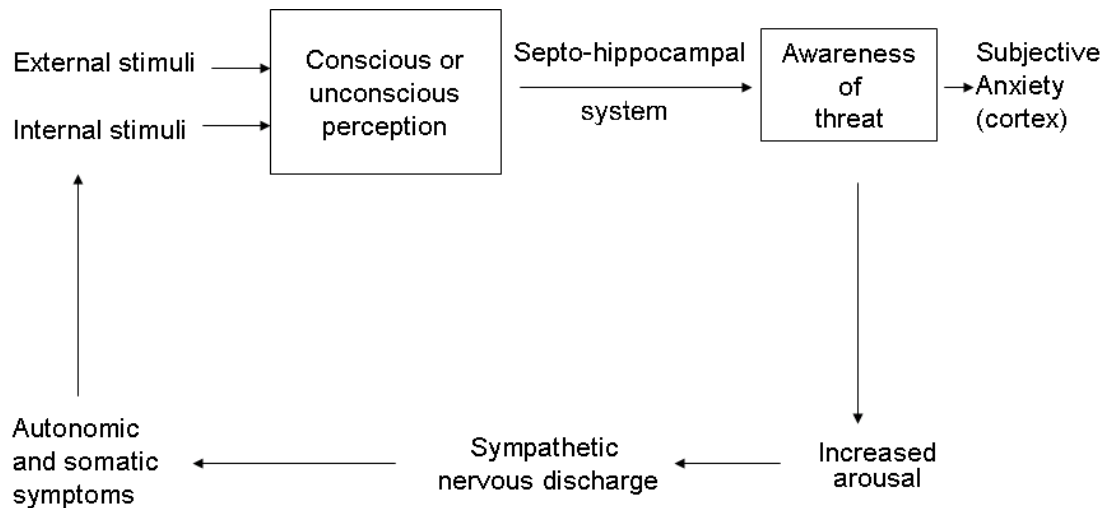 External stimuli
Internal stimuli
Conscious or
unconscious
perception
Septo-hippocampal
system
Awareness
of
threat
Subjective
Anxiety
(cortex)
Autonomic
and somatic
symptoms
Sympathetic
nervous discharge
Increased
arousal